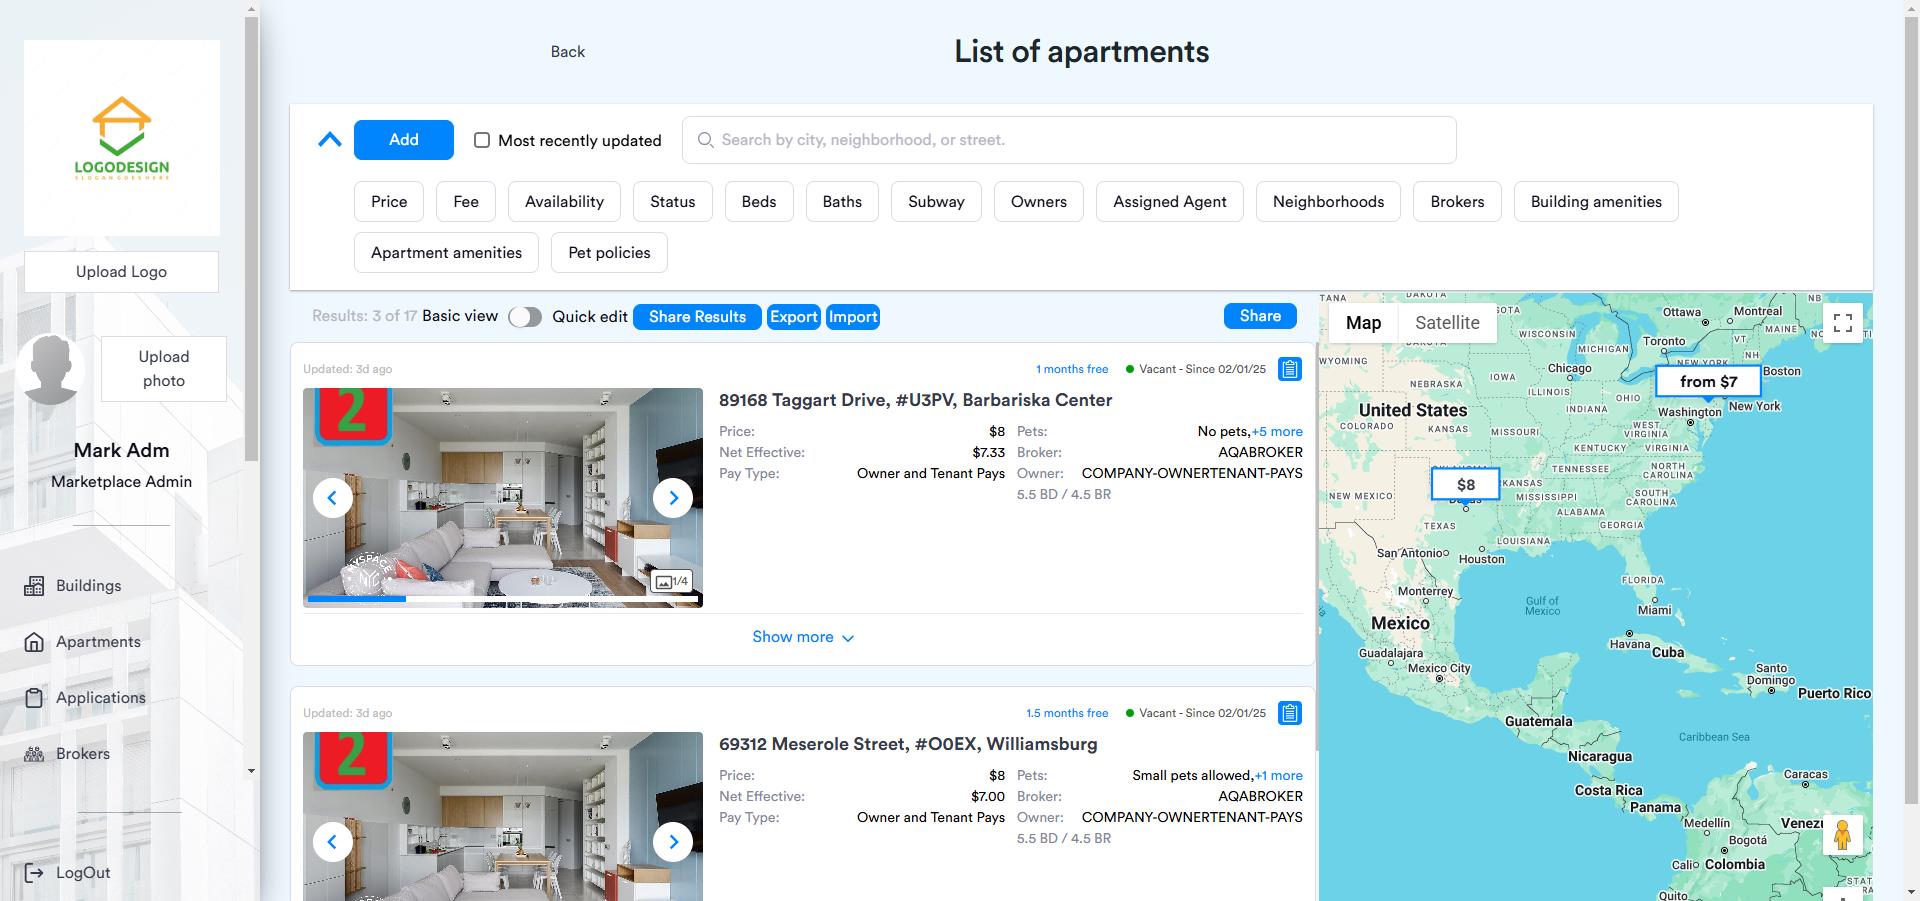 LOGODESIGN
SLOGAN GOES HERE
Upload Logo
Upload photo
Mark Adm
Marketplace Admin
Buildings
Apartments
Applications
Brokers
LogOut
Back
List of apartments
Add
Most recently updated
Search by city, neighborhood, or street.
Price
Fee
Availability
Status
Beds
Baths
Subway
Owners
Assigned Agent
Neighborhoods
Brokers
Building amenities
Apartment amenities
Pet policies
Results: 3 of 17
Basic view
Quick edit
Share Results
Export
Import
Share
Updated: 3d ago
1 months free
Vacant - Since 02/01/25
2
1/4
89168 Taggart Drive, #U3PV, Barbariska Center
Price: $8
Net Effective: $7.33
Pay Type: Owner and Tenant Pays
Pets: No pets,+5 more
Broker: AQABROKER
Owner: COMPANY-OWNERTENANT-PAYS
5.5 BD / 4.5 BR
Show more
Updated: 3d ago
1.5 months free
Vacant - Since 02/01/25
2
69312 Meserole Street, #O0EX, Williamsburg
Price: $8
Net Effective: $7.00
Pay Type: Owner and Tenant Pays
Pets: Small pets allowed,+1 more
Broker: AQABROKER
Owner: COMPANY-OWNERTENANT-PAYS
5.5 BD / 4.5 BR
Map
Satellite
WYOMING
WISCONSIN
MICHIGAN
Ottawa
Montreal
MAINE
Toronto
VT
NH
NB
NEW YORK
Chicago
IOWA
NEBRASKA
ILLINOIS
INDIANA
OHIO
from $7
Boston
New York
Washington
United States
COLORADO
KANSAS
MISSOURI
WEST VIRGINIA
KENTUCKY
VIRGINIA
OKLAHOMA
TENNESSEE
NORTH CAROLINA
$8
Dallas
ARKANSAS
NEW MEXICO
MISSISSIPPI
SOUTH CAROLINA
ALABAMA
GEORGIA
TEXAS
LOUISIANA
San Antonio
Houston
FLORIDA
Monterrey
Gulf of Mexico
Miami
Mexico
Havana
Cuba
Guadalajara
Mexico City
Santo Domingo
Puerto Rico
Guatemala
Caribbean Sea
Nicaragua
Caracas
Costa Rica
Panama
Medellín
Bogotá
Cali
Colombia
Quito